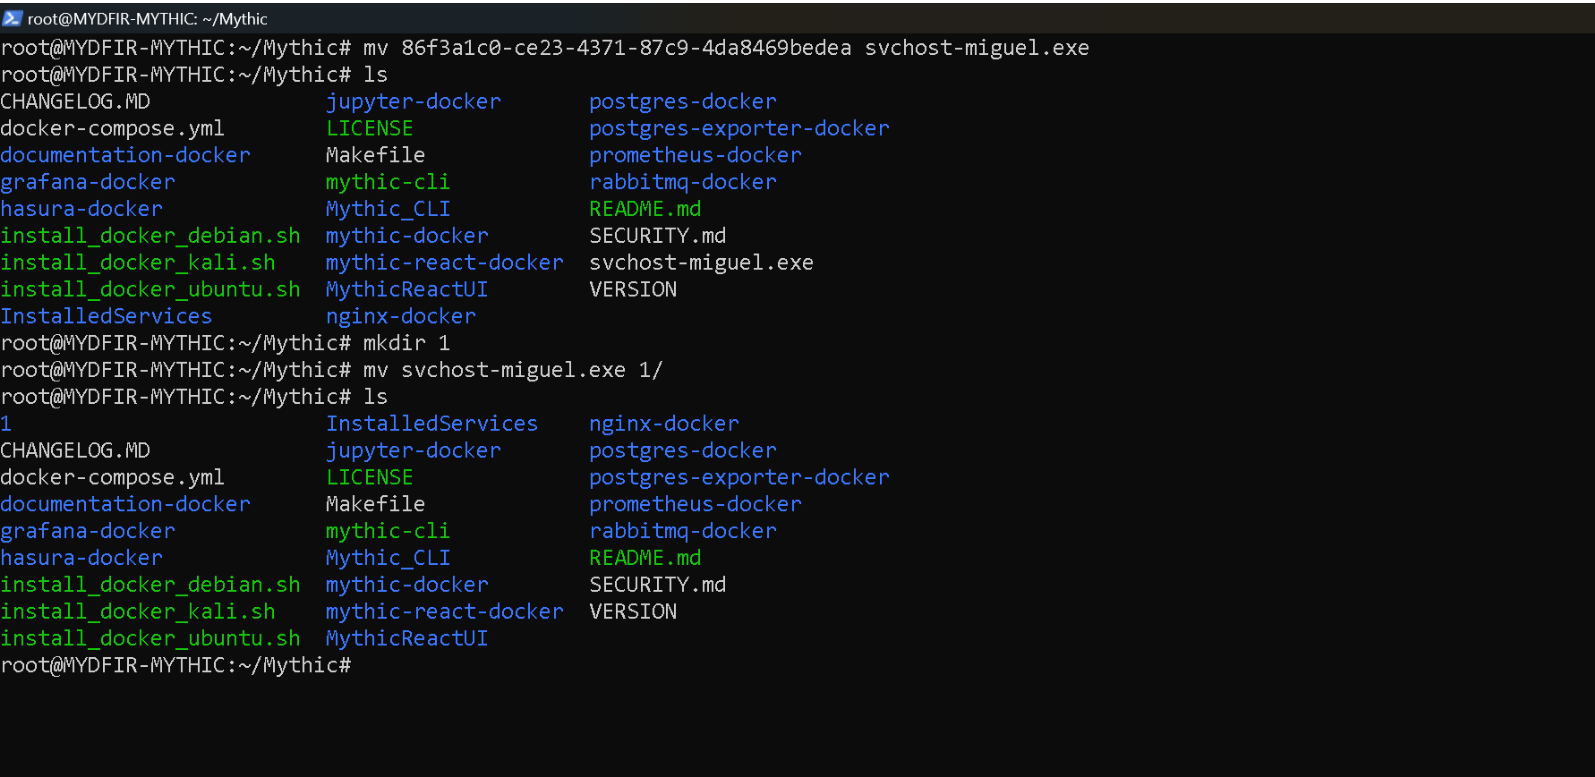 root@MYDFIR-MYTHIC: ~/Mythic
root@MYDFIR-MYTHIC:~/Mythic# mv 86f3a1c0-ce23-4371-87c9-4da8469bedea svchost-miguel.exe
root@MYDFIR-MYTHIC:~/Mythic# ls
CHANGELOG.MD jupyter-docker postgres-docker
docker-compose.yml LICENSE postgres-exporter-docker
documentation-docker Makefile prometheus-docker
grafana-docker mythic-cli rabbitmq-docker
hasura-docker Mythic_CLI README.md
install_docker_debian.sh mythic-docker SECURITY.md
install_docker_kali.sh mythic-react-docker svchost-miguel.exe
install_docker_ubuntu.sh MythicReactUI VERSION
InstalledServices nginx-docker
root@MYDFIR-MYTHIC:~/Mythic# mkdir 1
root@MYDFIR-MYTHIC:~/Mythic# mv svchost-miguel.exe 1/
root@MYDFIR-MYTHIC:~/Mythic# ls
1 InstalledServices nginx-docker
CHANGELOG.MD jupyter-docker postgres-docker
docker-compose.yml LICENSE postgres-exporter-docker
documentation-docker Makefile prometheus-docker
grafana-docker mythic-cli rabbitmq-docker
hasura-docker Mythic_CLI README.md
install_docker_debian.sh mythic-docker SECURITY.md
install_docker_kali.sh mythic-react-docker VERSION
install_docker_ubuntu.sh MythicReactUI
root@MYDFIR-MYTHIC:~/Mythic#